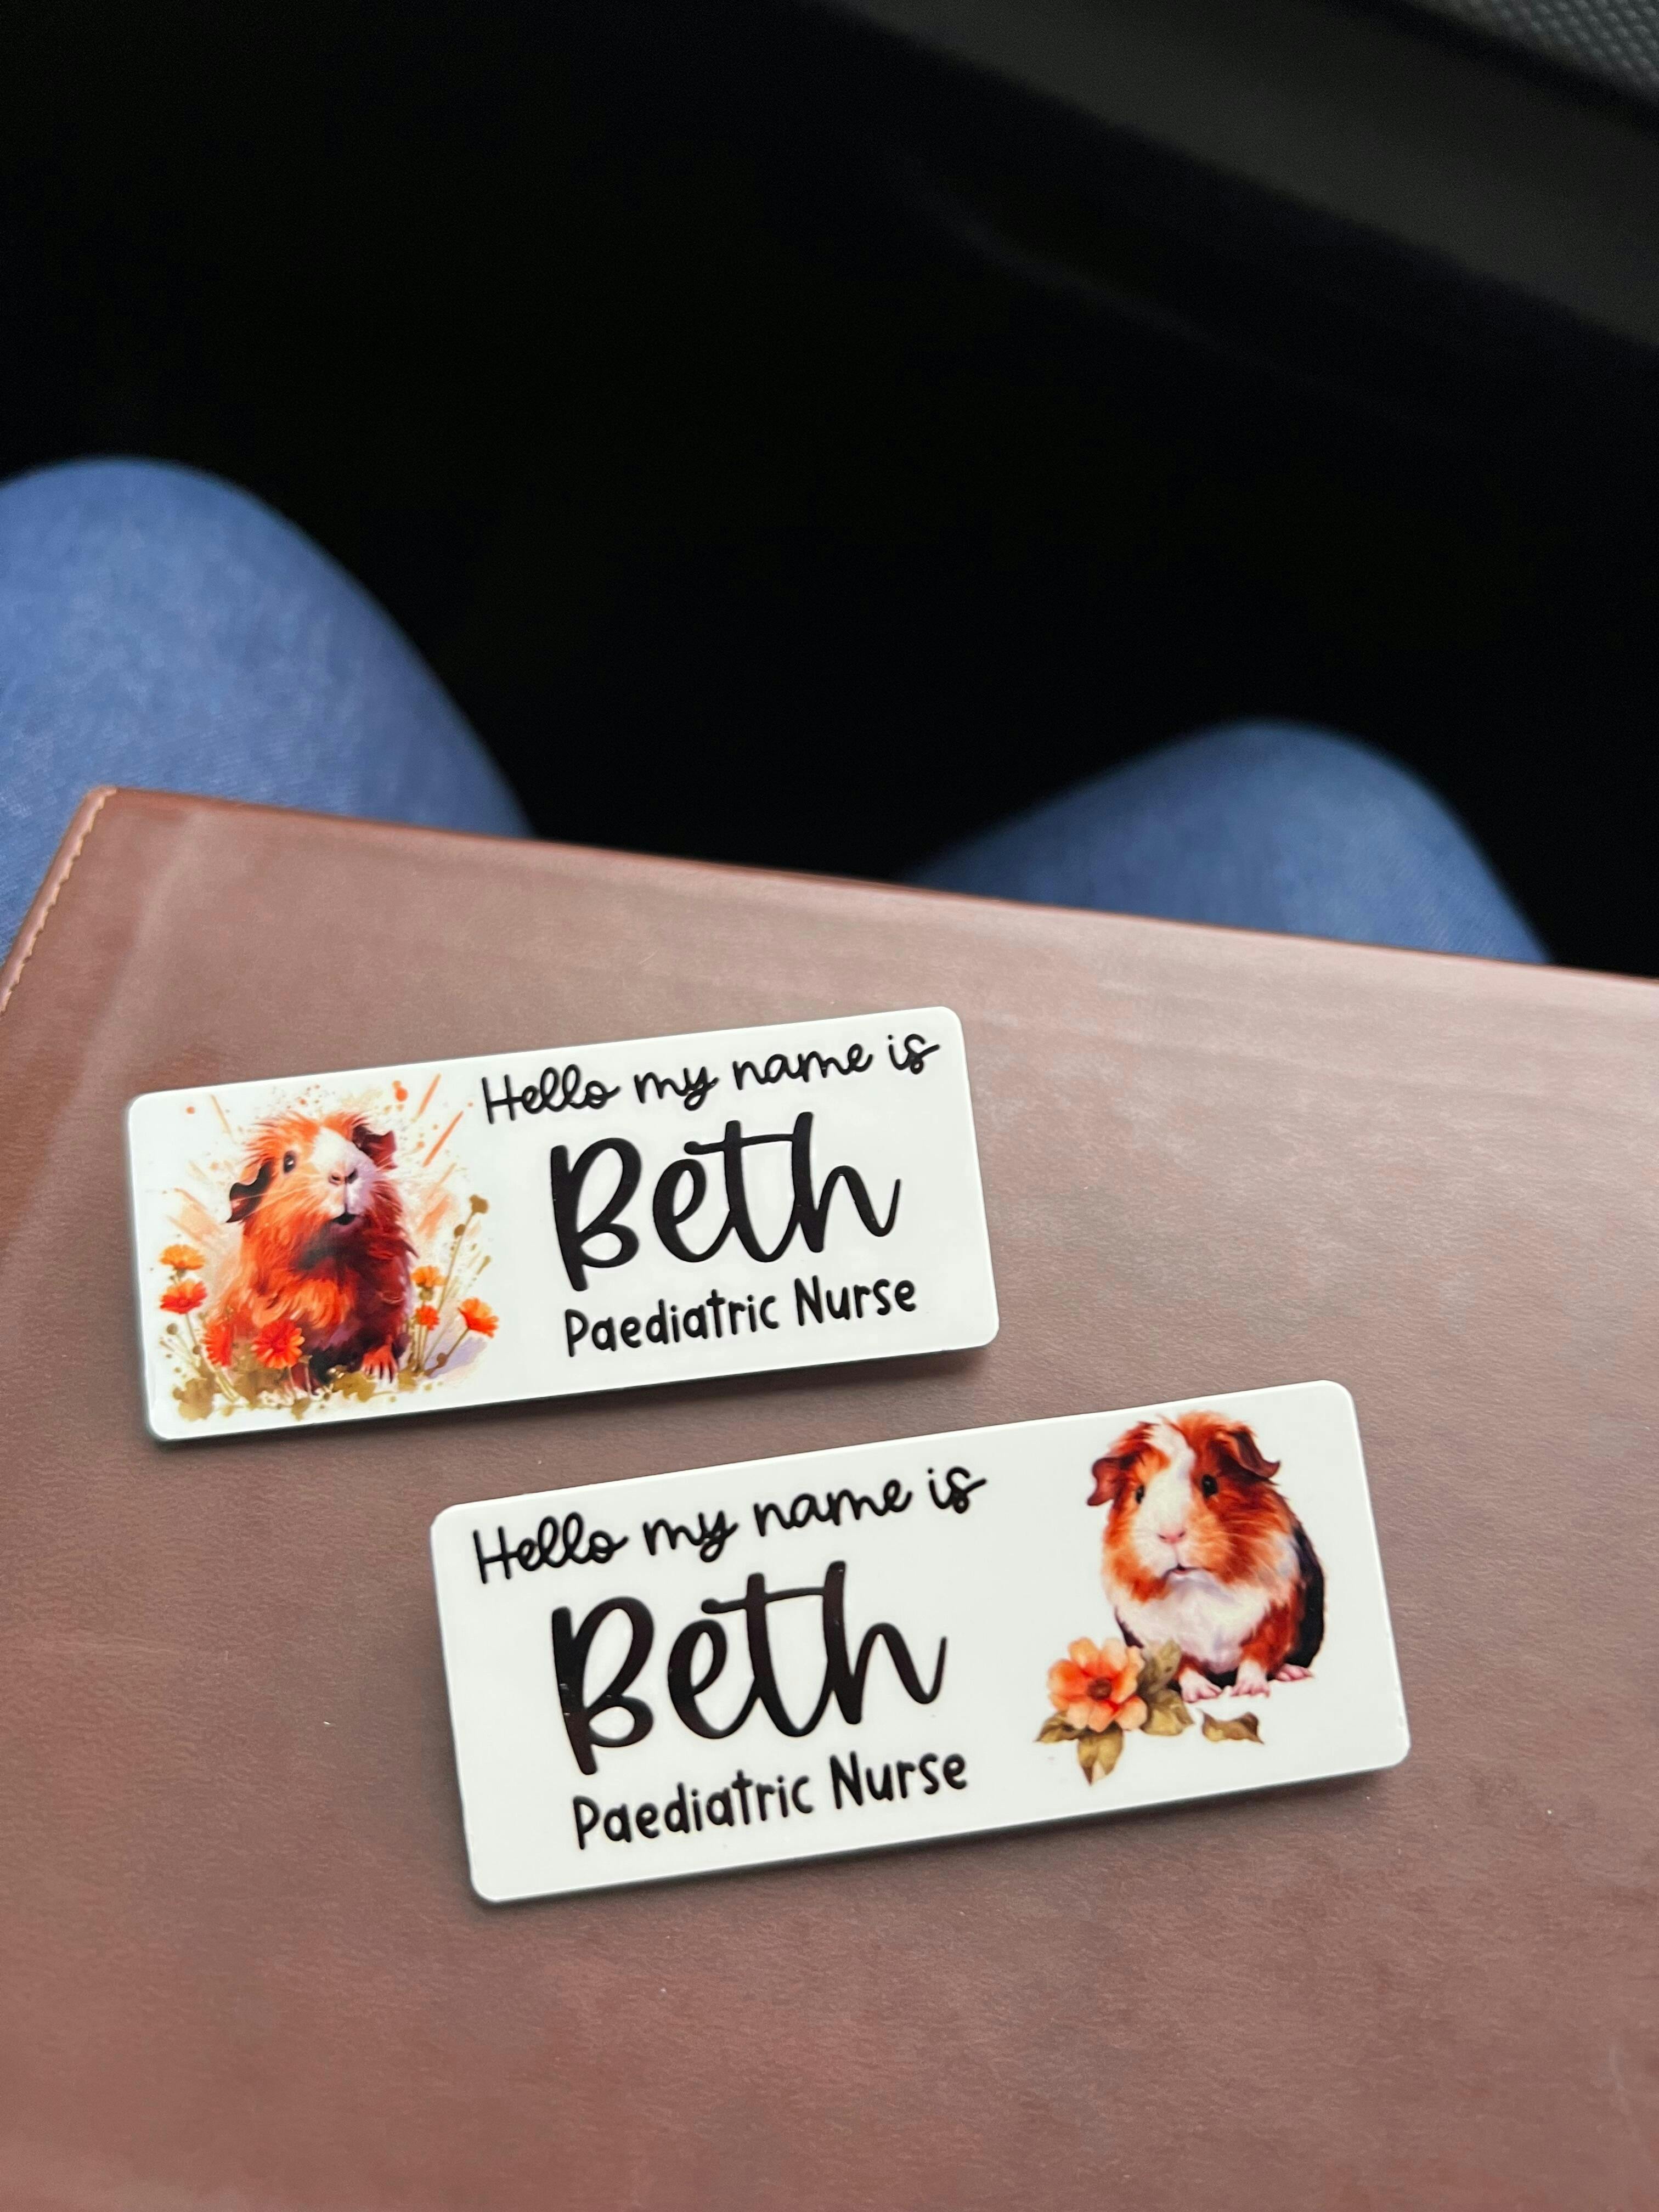 Hello my name is
Beth
Paediatric Nurse
Hello my name is
Beth
Paediatric Nurse